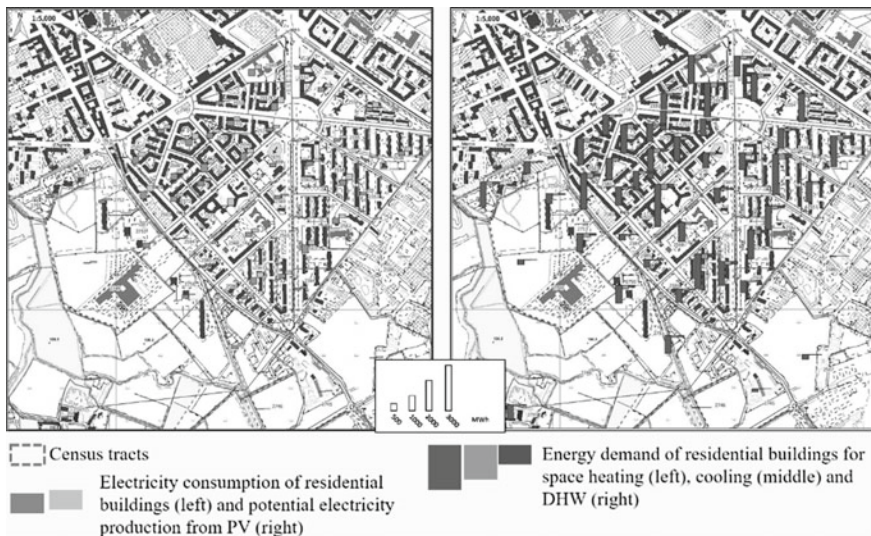 N
1:5,000
N
1:5,000
500
1000
2000
3000
MWh
Census tracts
Electricity consumption of residential
buildings (left) and potential electricity
production from PV (right)
Energy demand of residential buildings for
space heating (left), cooling (middle) and
DHW (right)